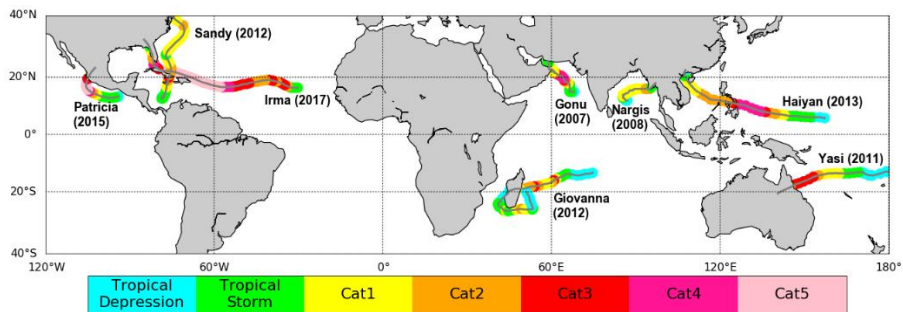 40°N
Sandy (2012)
20°N
Patricia
(2015)
Irma (2017)
Gonu
(2007)
Nargis
(2008)
Haiyan (2013)
0°
Yasi (2011)
20°S
Giovanna
(2012)
40°S
120°W 60°W 0° 60°E 120°E 180°
Tropical
Depression
Tropical
Storm
Cat1
Cat2
Cat3
Cat4
Cat5